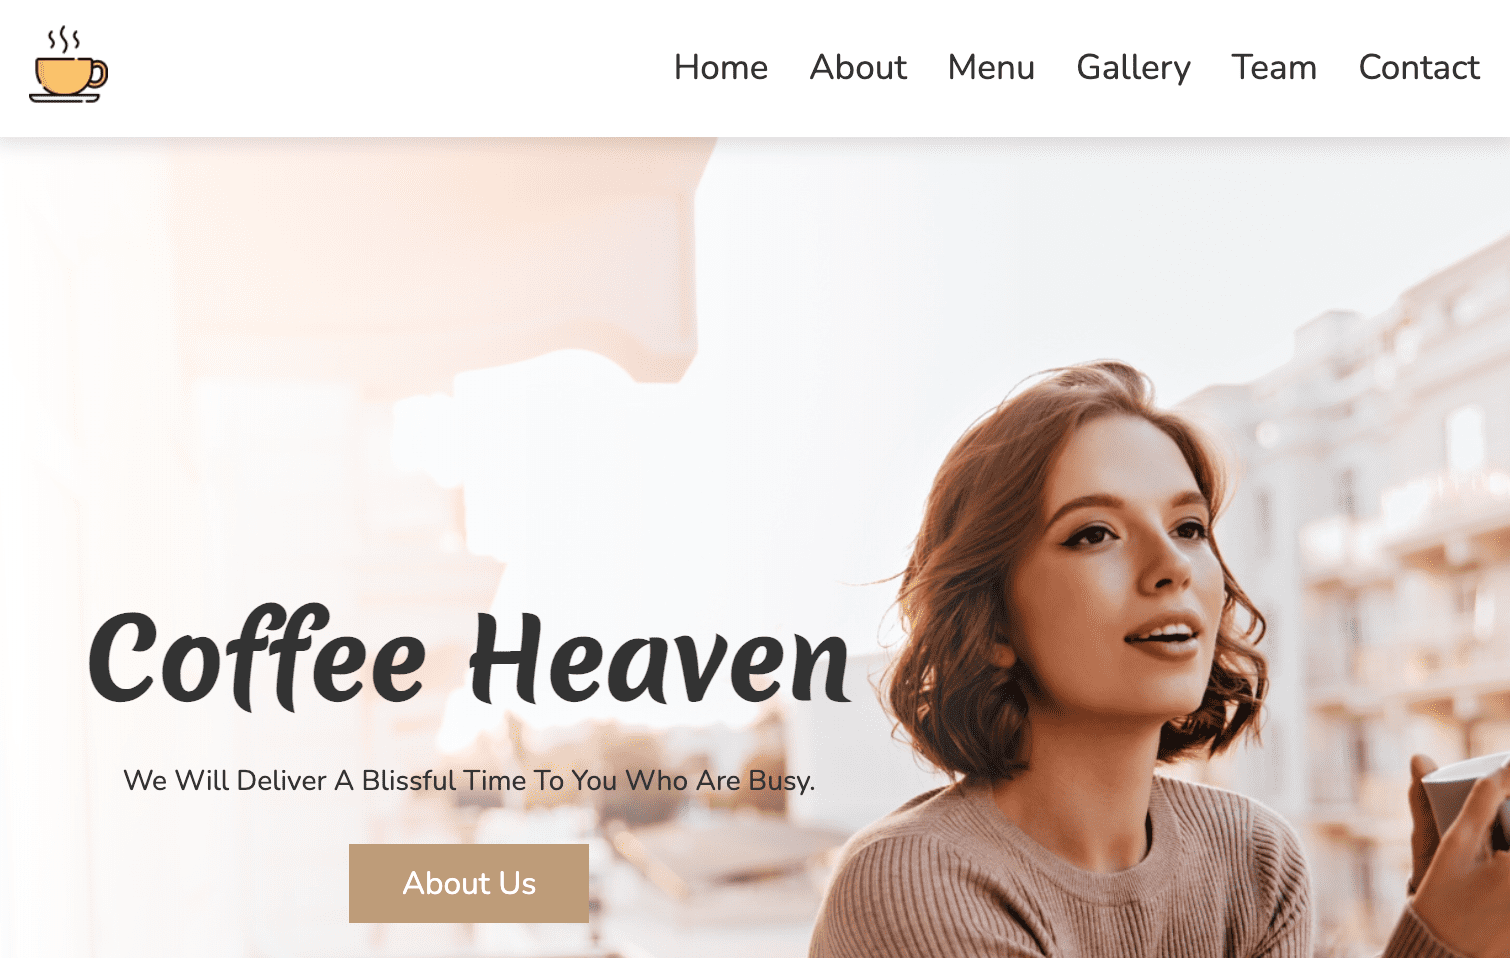 Home About Menu Gallery Team Contact
Coffee Heaven
We Will Deliver A Blissful Time To You Who Are Busy.
About Us